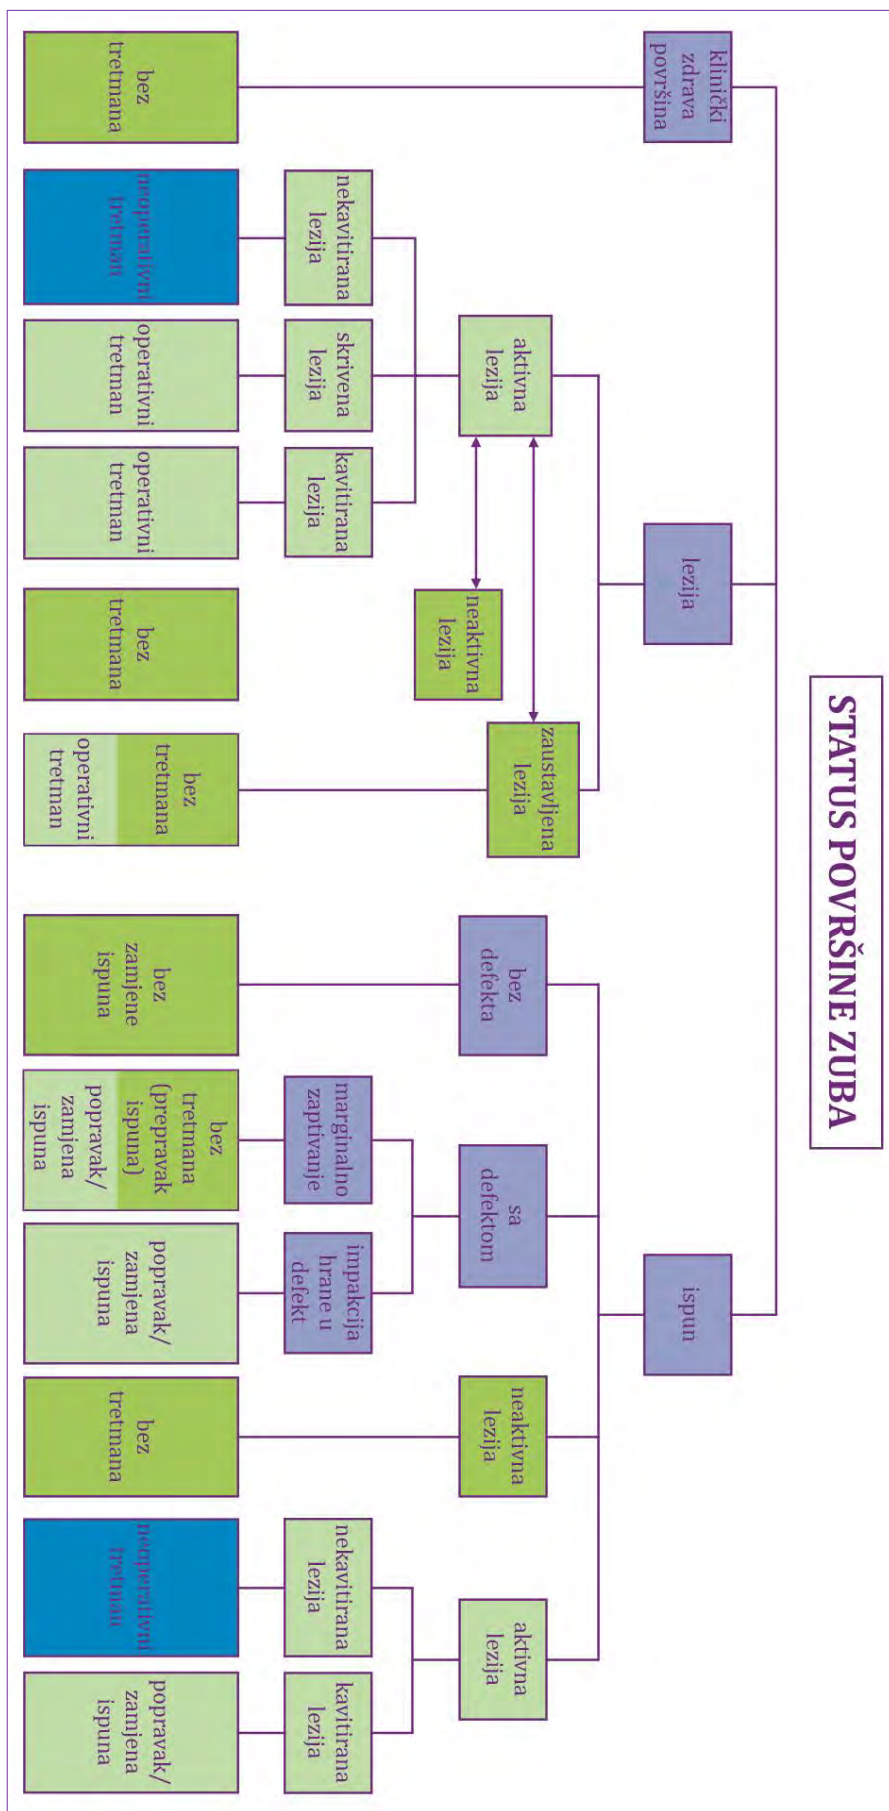 STATUS POVRŠINE ZUBA
klinički
zdrava
površina
lezija
ispun
aktivna
lezija
neaktivna
lezija
zaustavljena
lezija
bez
defekta
sa
defektom
neaktivna
lezija
aktivna
lezija
nekavitirana
lezija
skrivena
lezija
kavitirana
lezija
marginalno
zaptivanje
impakcija
hrane u
defekt
nekavitirana
lezija
kavitirana
lezija
bez
tretmana
neoperativni
tretman
operativni
tretman
operativni
tretman
bez
tretmana
bez
tretmana
operativni
tretman
bez
zamjene
ispuna
bez
tretmana
(prepravak
ispuna)
popravak/
zamjena
ispuna
popravak/
zamjena
ispuna
bez
tretmana
neoperativni
tretman
popravak/
zamjena
ispuna